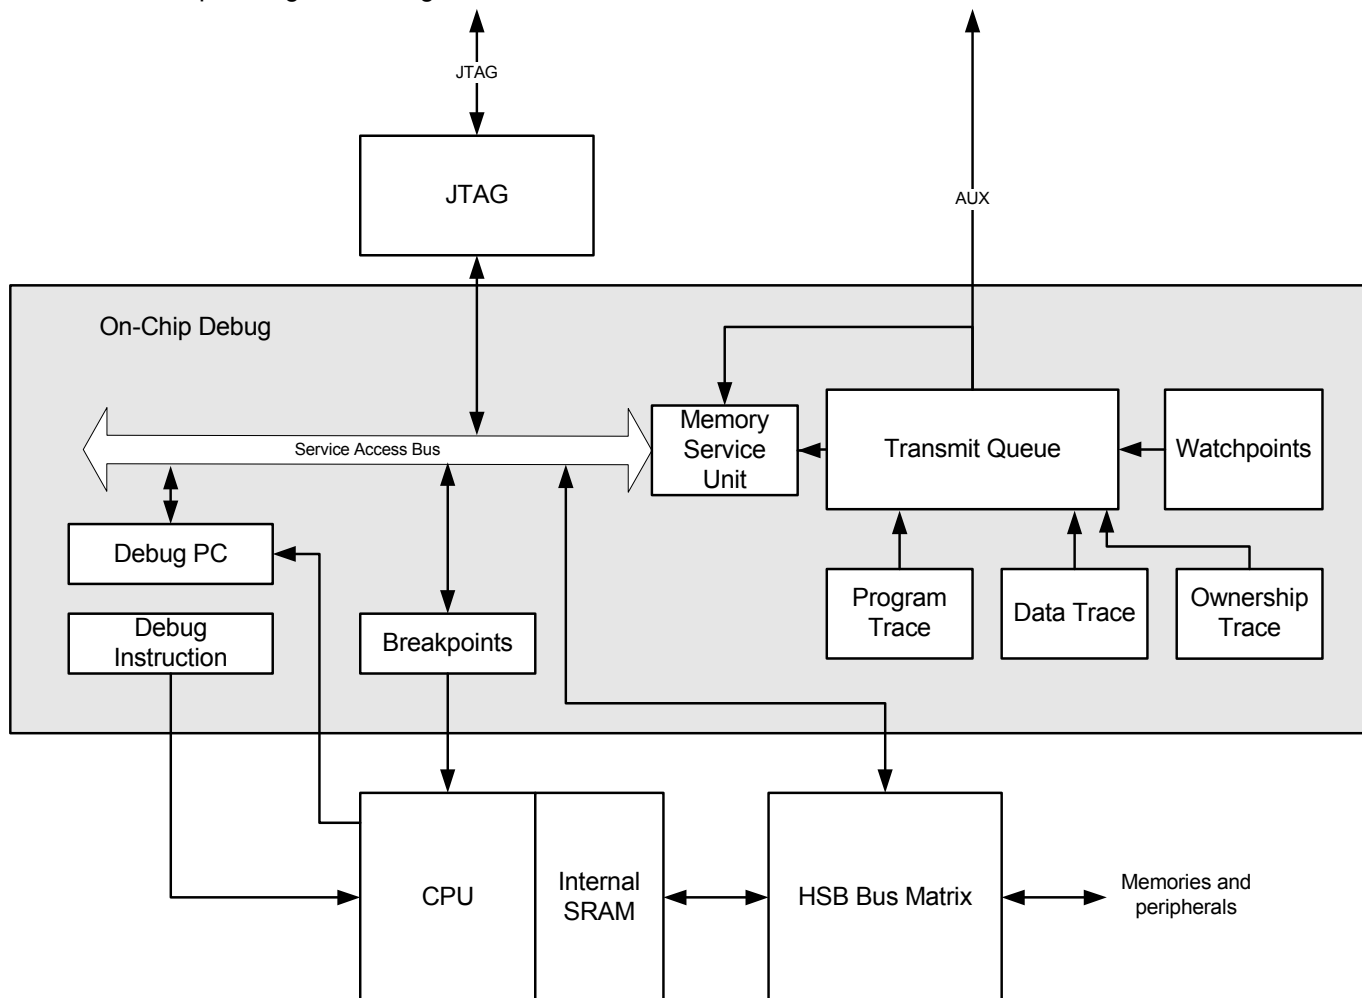 JTAG
JTAG
AUX
On-Chip Debug
Service Access Bus
Memory
Service
Unit
Transmit Queue
Watchpoints
Debug PC
Debug
Instruction
Breakpoints
Program
Trace
Data Trace
Ownership
Trace
CPU
Internal
SRAM
HSB Bus Matrix
Memories and
peripherals